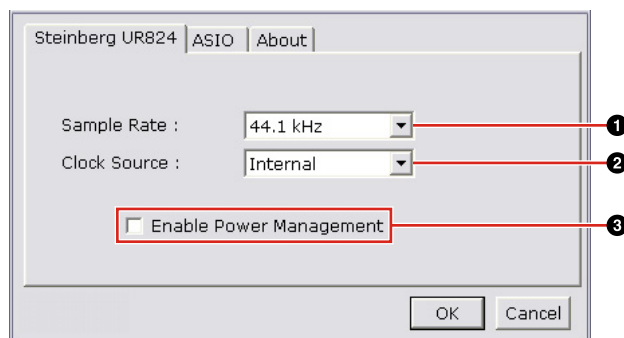 Steinberg UR824 ASIO About
Sample Rate : 44.1 kHz 1
Clock Source : Internal 2
Enable Power Management 3
OK Cancel